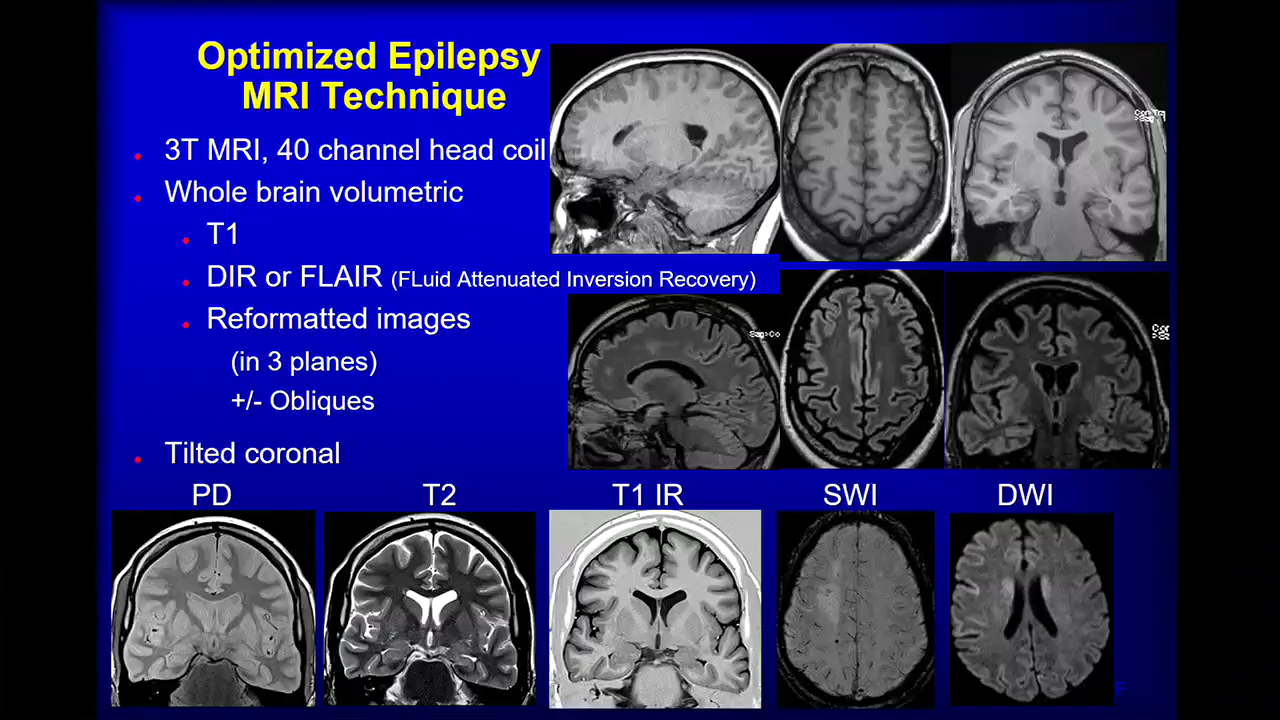 Optimized Epilepsy
MRI Technique
3T MRI, 40 channel head coil
Whole brain volumetric
T1
DIR or FLAIR (FLuid Attenuated Inversion Recovery)
Reformatted images
(in 3 planes)
+/- Obliques
Tilted coronal
PD T2 T1 IR SWI DWI